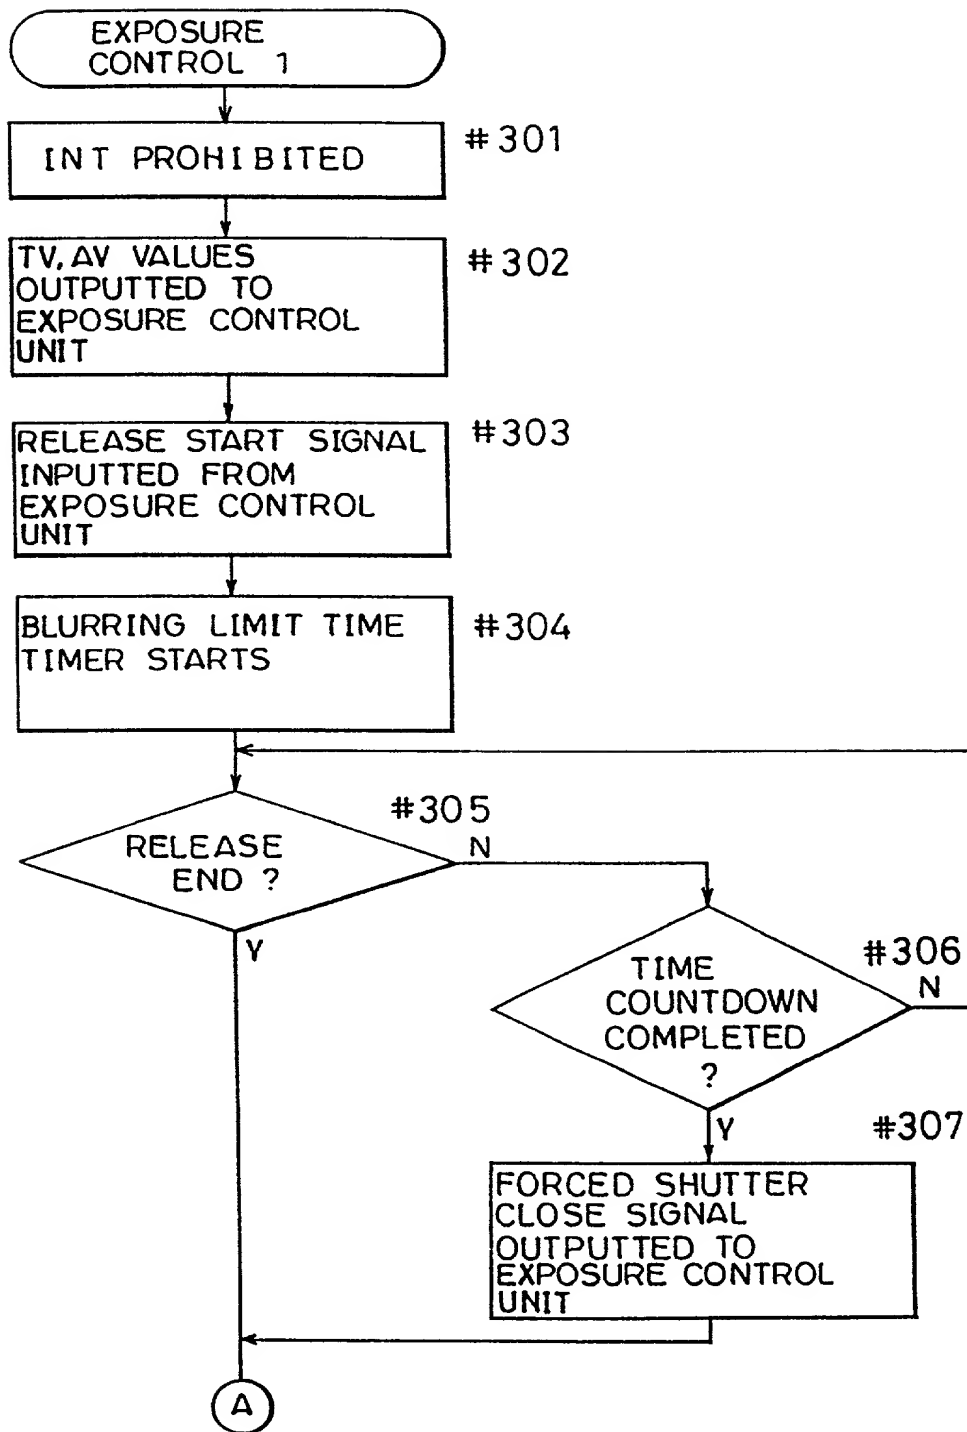 EXPOSURE
CONTROL 1
INT PROHIBITED
#301
TV, AV VALUES
OUTPUTTED TO
EXPOSURE CONTROL
UNIT
#302
RELEASE START SIGNAL
INPUTTED FROM
EXPOSURE CONTROL
UNIT
#303
BLURRING LIMIT TIME
TIMER STARTS
#304
#305
RELEASE
END ?
N
Y
#306
TIME
COUNTDOWN
COMPLETED
?
N
Y
#307
FORCED SHUTTER
CLOSE SIGNAL
OUTPUTTED TO
EXPOSURE CONTROL
UNIT
A